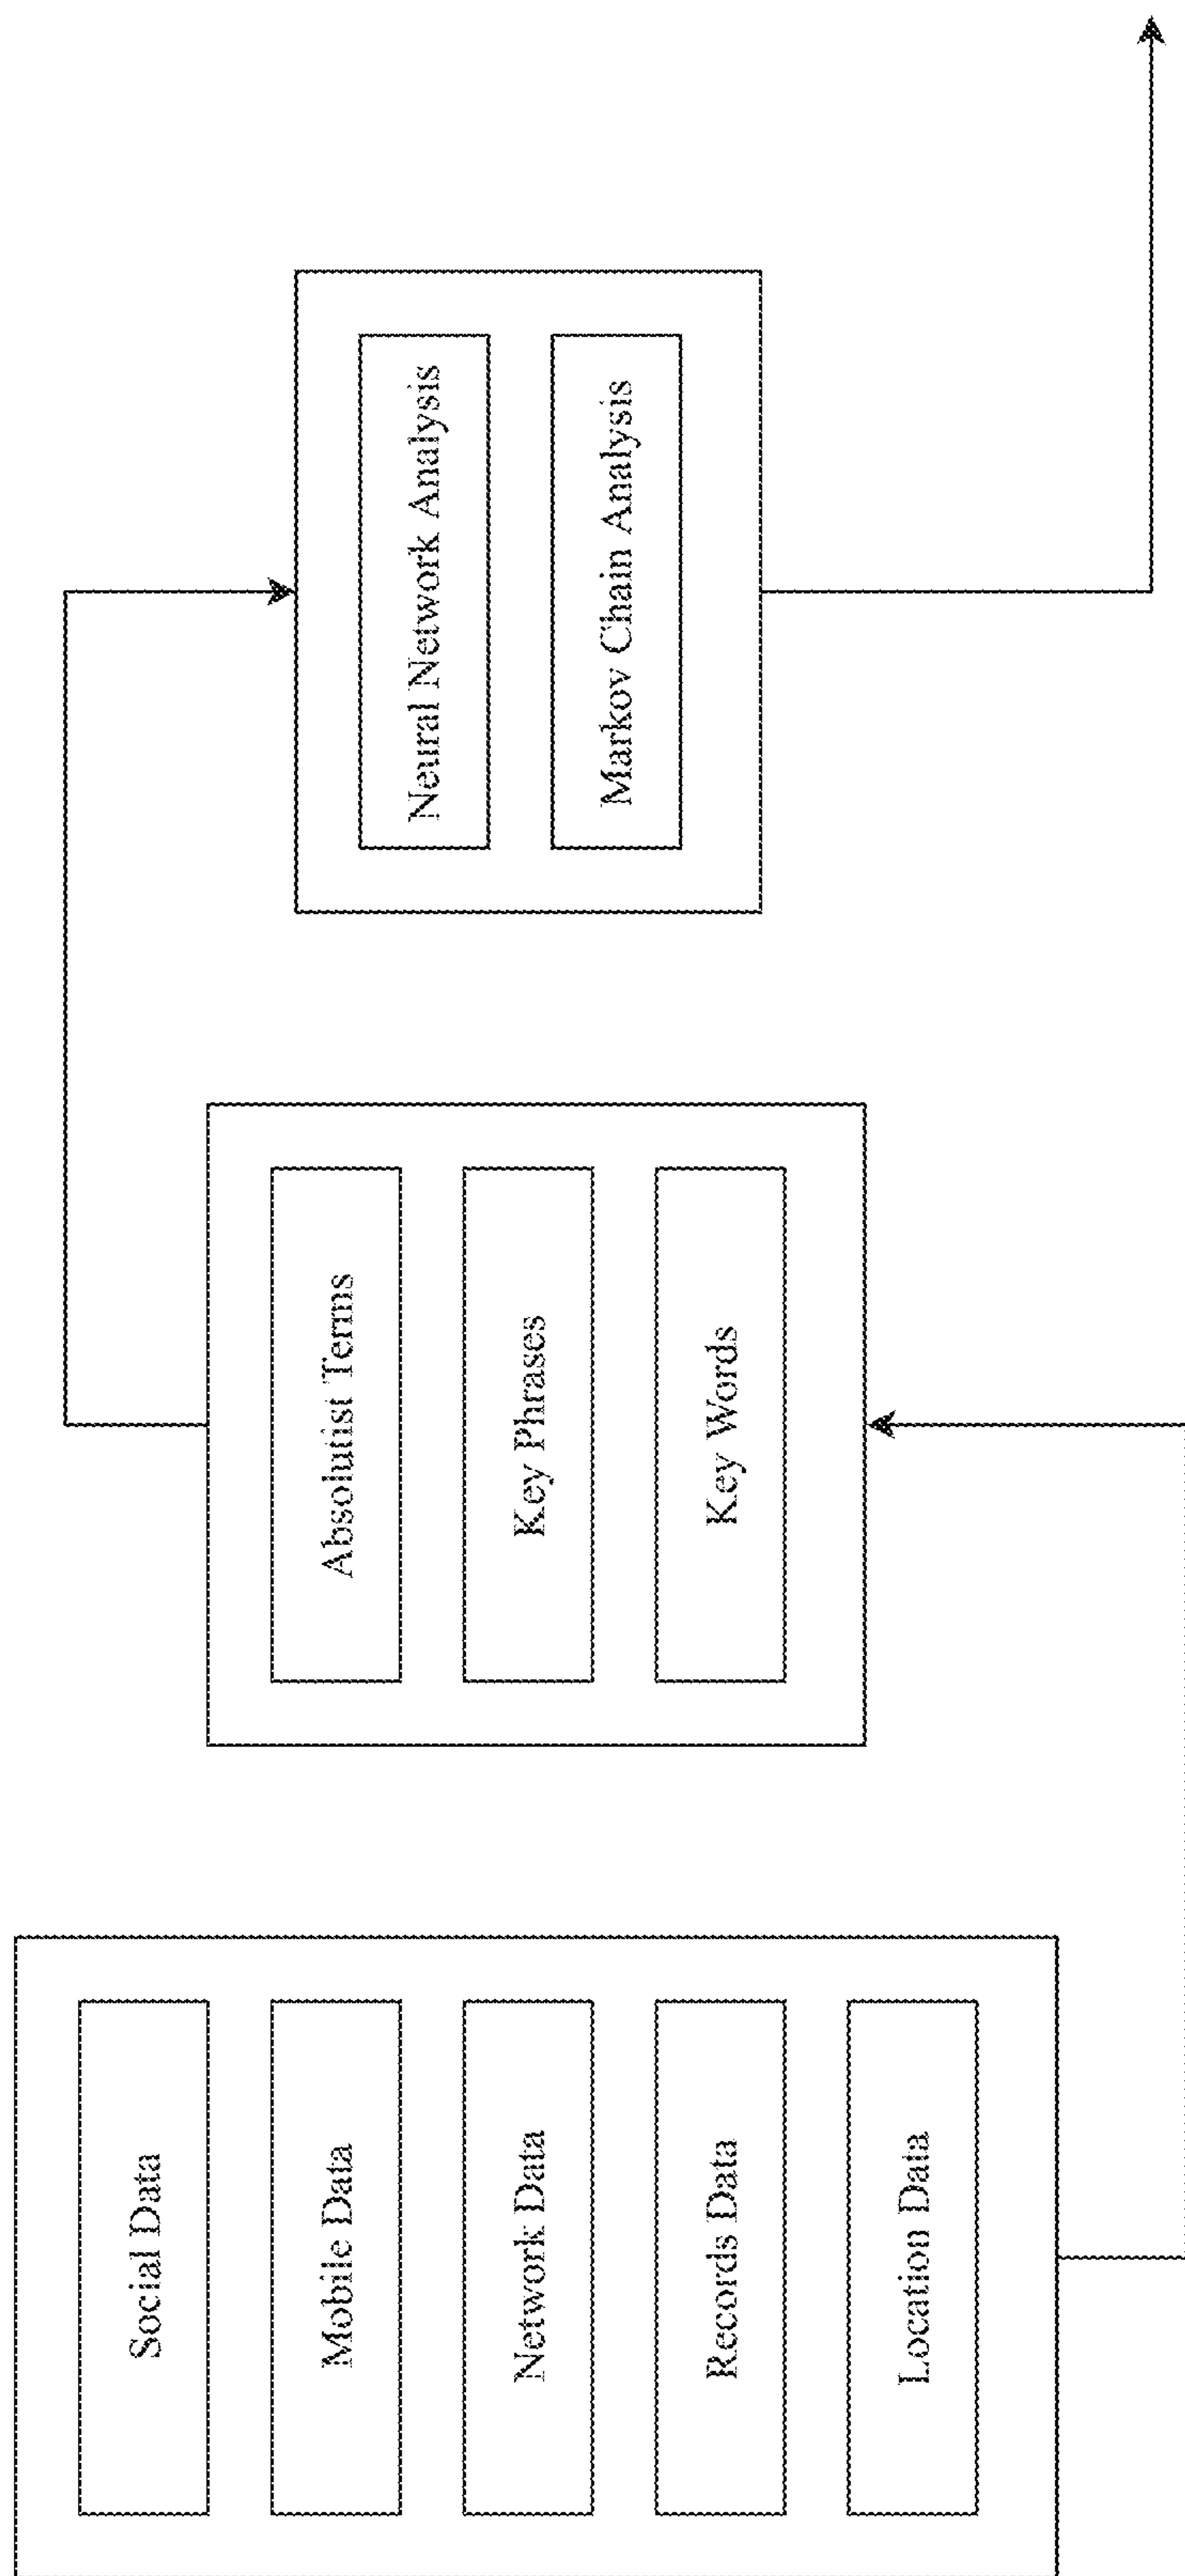 Social Data
Mobile Data
Network Data
Records Data
Location Data
Absolutist Terms
Key Phrases
Key Words
Neural Network Analysis
Markov Chain Analysis